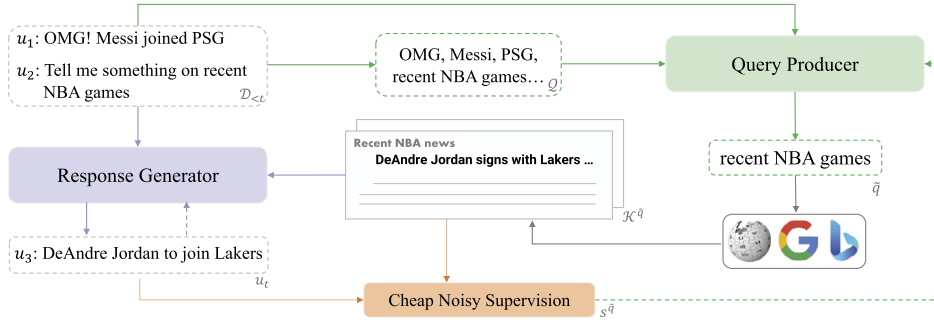 u₁: OMG! Messi joined PSG
u₂: Tell me something on recent
NBA games
𝒟<t
OMG, Messi, PSG,
recent NBA games…
𝒬
Query Producer
recent NBA games
q̃
Response Generator
Recent NBA news
DeAndre Jordan signs with Lakers ...
𝒦^q̃
u₃: DeAndre Jordan to join Lakers
uₜ
Cheap Noisy Supervision
s^q̃